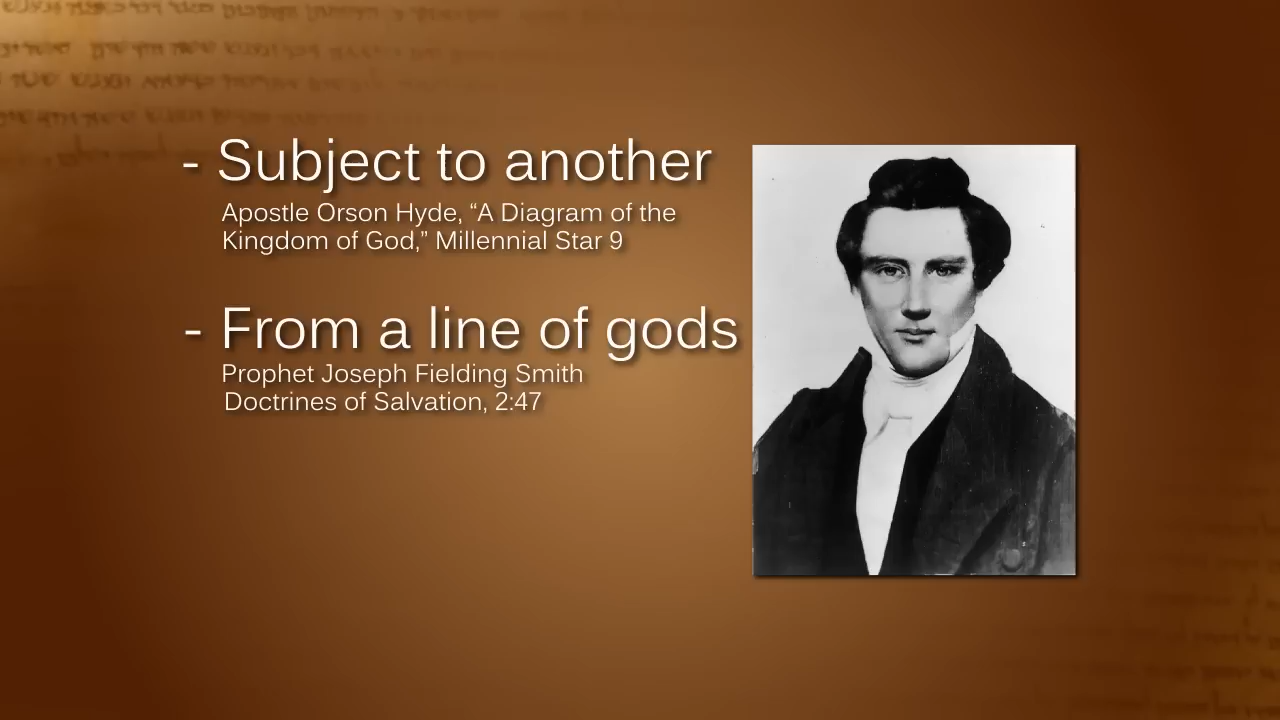 - Subject to another
Apostle Orson Hyde, “A Diagram of the
Kingdom of God,” Millennial Star 9
- From a line of gods
Prophet Joseph Fielding Smith
Doctrines of Salvation, 2:47